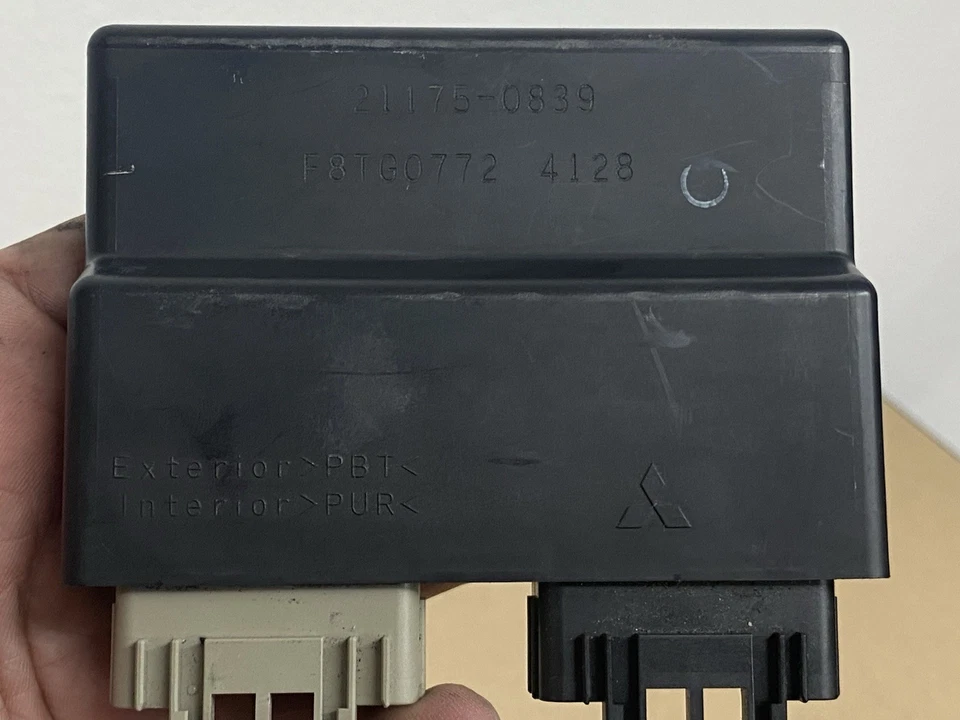 21175-0839
F8TG0772 4128
Exterior>PBT<
Interior>PUR<